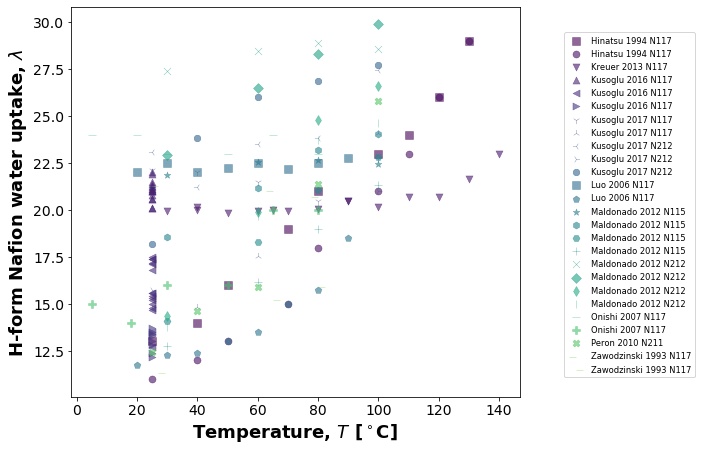 30.0
27.5
25.0
22.5
20.0
17.5
15.0
12.5
H-form Nafion water uptake, λ
0 20 40 60 80 100 120 140
Temperature, T [°C]
Hinatsu 1994 N117
Hinatsu 1994 N117
Kreuer 2013 N117
Kusoglu 2016 N117
Kusoglu 2016 N117
Kusoglu 2016 N117
Kusoglu 2017 N117
Kusoglu 2017 N117
Kusoglu 2017 N212
Kusoglu 2017 N212
Kusoglu 2017 N212
Luo 2006 N117
Luo 2006 N117
Maldonado 2012 N115
Maldonado 2012 N115
Maldonado 2012 N115
Maldonado 2012 N115
Maldonado 2012 N212
Maldonado 2012 N212
Maldonado 2012 N212
Maldonado 2012 N212
Onishi 2007 N117
Onishi 2007 N117
Peron 2010 N211
Zawodzinski 1993 N117
Zawodzinski 1993 N117